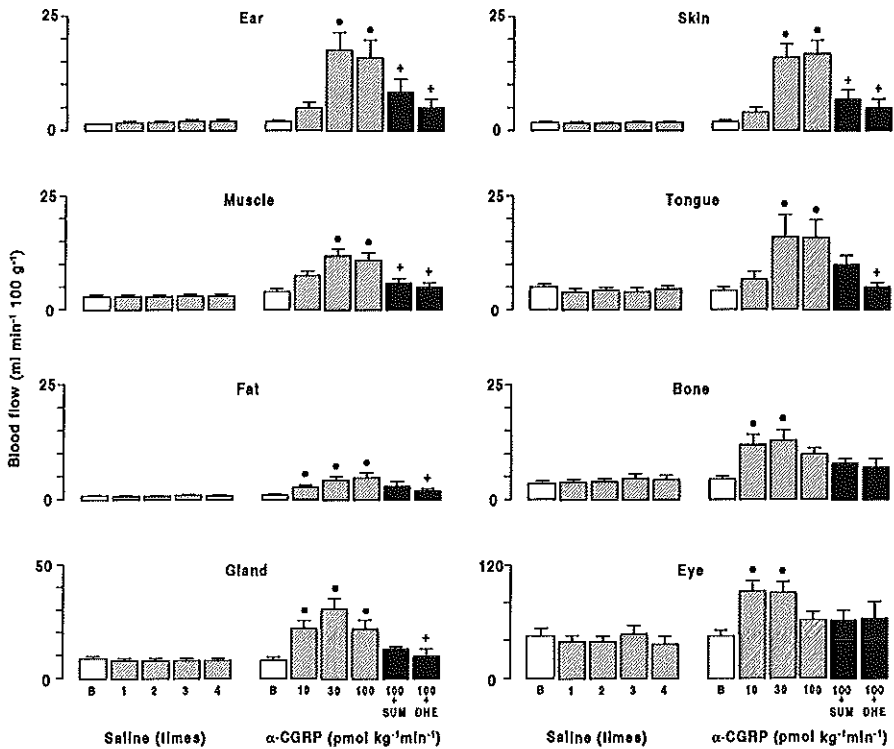 Ear
Skin
25
0
25
0
Muscle
Tongue
25
0
25
0
Fat
Bone
25
0
25
0
Gland
Eye
50
0
120
0
Blood flow (ml min⁻¹ 100 g⁻¹)
B 1 2 3 4 B 10 30 100 100 + SUM 100 + DHE
B 1 2 3 4 B 10 30 100 100 + SUM 100 + DHE
Saline (times) α-CGRP (pmol kg⁻¹min⁻¹)
Saline (times) α-CGRP (pmol kg⁻¹min⁻¹)